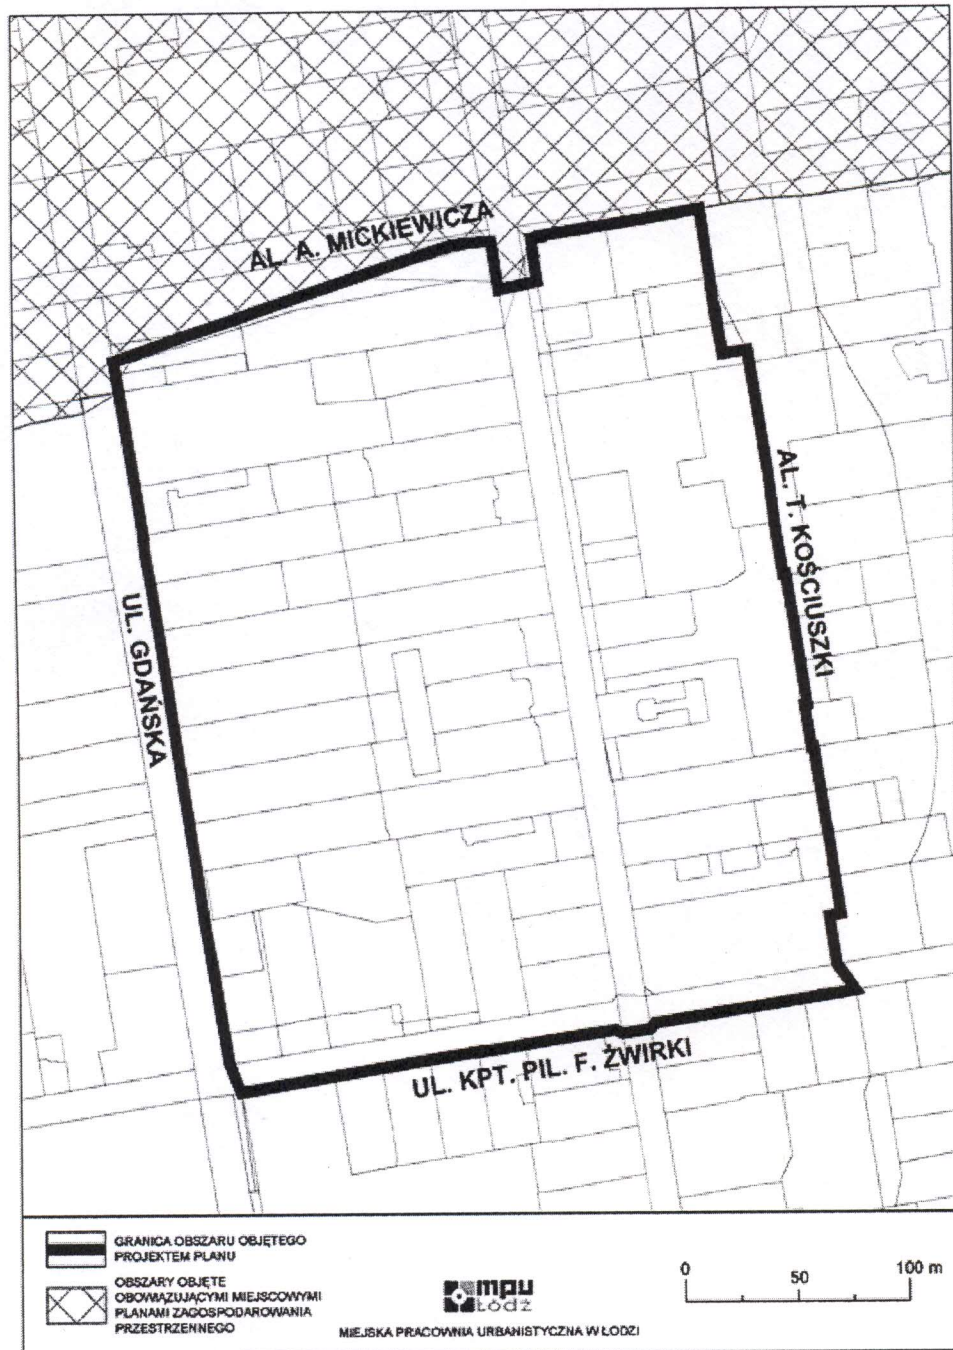 AL. A. MICKIEWICZA
AL. T. KOŚCIUSZKI
UL. GDAŃSKA
UL. KPT. PIL. F. ŻWIRKI
GRANICA OBSZARU OBJĘTEGO
PROJEKTEM PLANU
OBSZARY OBJĘTE
OBOWIĄZUJĄCYMI MIEJSCOWYMI
PLANAMI ZAGOSPODAROWANIA
PRZESTRZENNEGO
mpu
Łódź
MIEJSKA PRACOWNIA URBANISTYCZNA W ŁODZI
0 50 100 m